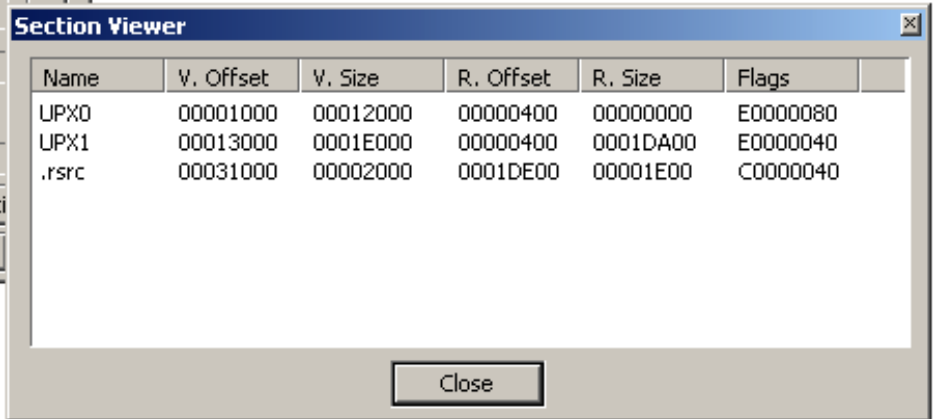 Section Viewer
Name V. Offset V. Size R. Offset R. Size Flags
UPX0 00001000 00012000 00000400 00000000 E0000080
UPX1 00013000 0001E000 00000400 0001DA00 E0000040
.rsrc 00031000 00002000 0001DE00 00001E00 C0000040
Close